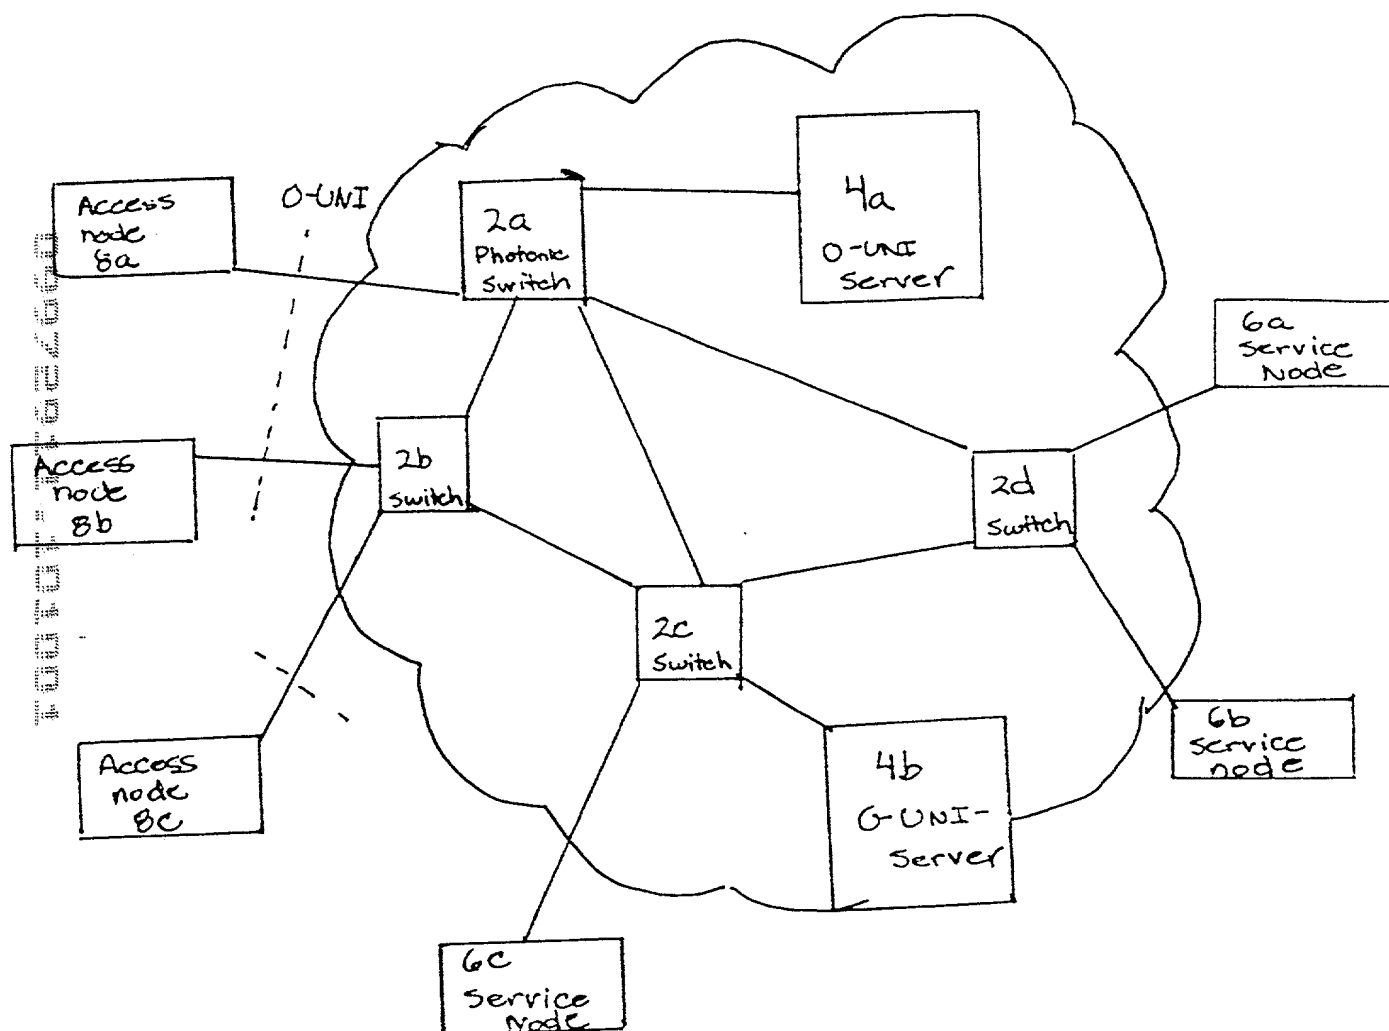 Access
node
8a
O-UNI
2a
Photonic
switch
4a
O-UNI
Server
6a
Service
Node
Access
node
8b
2b
switch
2d
Switch
2c
Switch
Access
node
8c
4b
O-UNI-
Server
6b
Service
node
6c
Service
Node